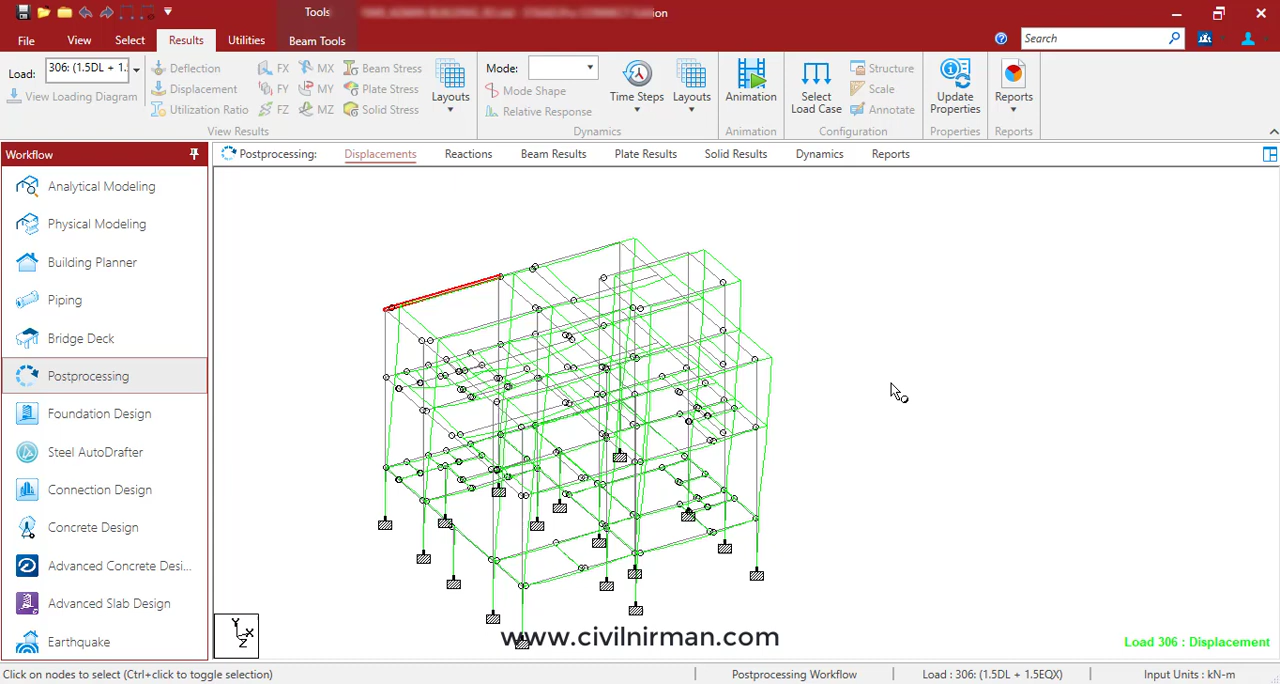 Tools
ion
File
View
Select
Results
Utilities
Beam Tools
Search
Load: 306: (1.5DL + 1.
View Loading Diagram
Deflection
Displacement
Utilization Ratio
FX
FY
FZ
MX
MY
MZ
Beam Stress
Plate Stress
Solid Stress
Layouts
View Results
Mode:
Mode Shape
Relative Response
Time Steps
Layouts
Dynamics
Animation
Animation
Select
Load Case
Structure
Scale
Annotate
Configuration
Update
Properties
Properties
Reports
Reports
Workflow
Postprocessing: Displacements Reactions Beam Results Plate Results Solid Results Dynamics Reports
Analytical Modeling
Physical Modeling
Building Planner
Piping
Bridge Deck
Postprocessing
Foundation Design
Steel AutoDrafter
Connection Design
Concrete Design
Advanced Concrete Desi...
Advanced Slab Design
Earthquake
Y
X
Z
www.civilnirman.com
Load 306 : Displacement
Click on nodes to select (Ctrl+click to toggle selection)
Postprocessing Workflow
Load : 306: (1.5DL + 1.5EQX)
Input Units : kN-m